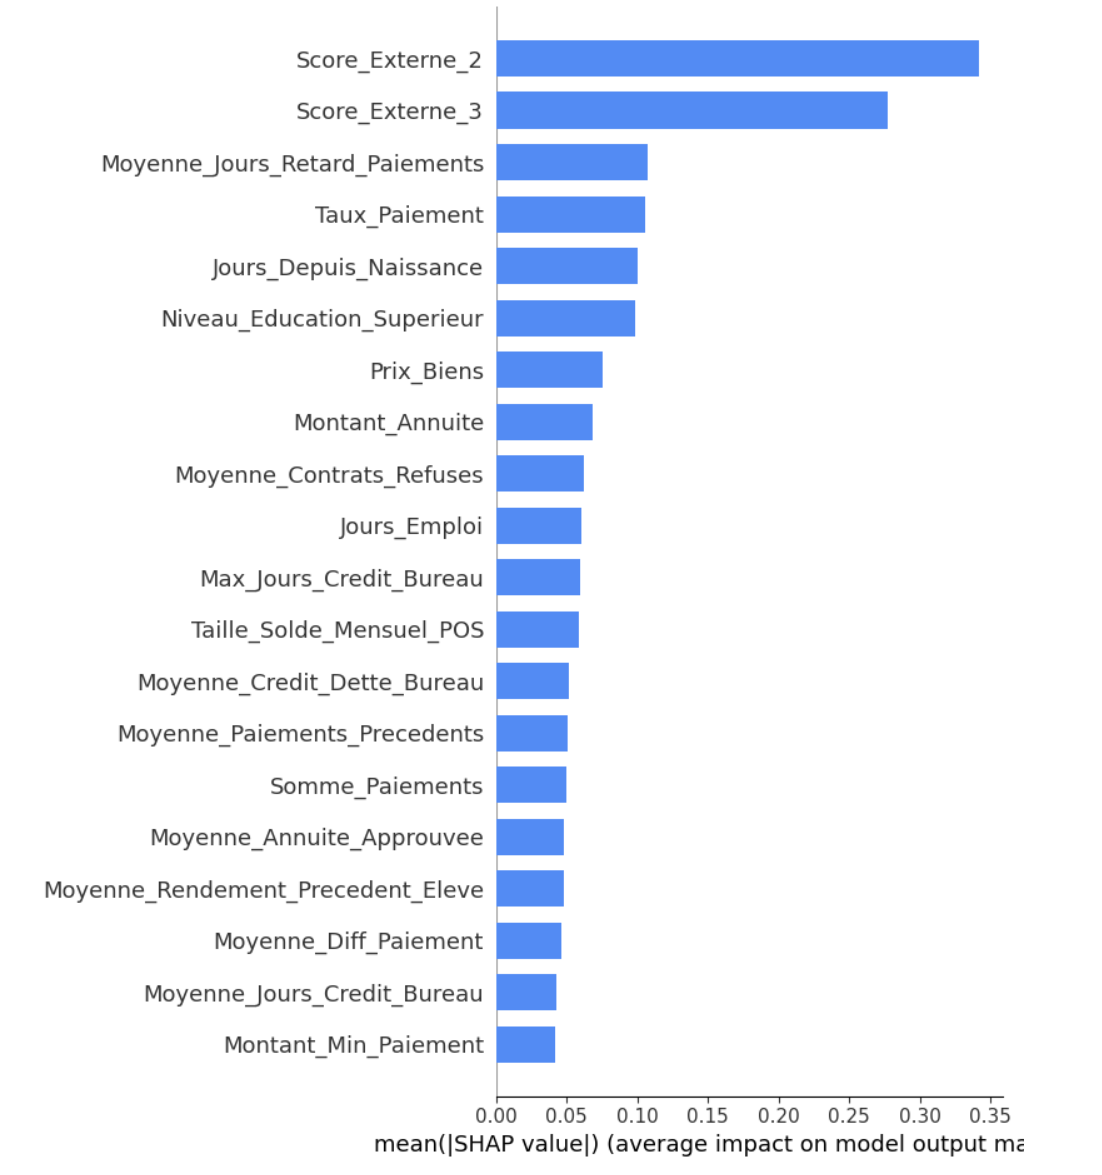 Score_Externe_2
Score_Externe_3
Moyenne_Jours_Retard_Paiements
Taux_Paiement
Jours_Depuis_Naissance
Niveau_Education_Superieur
Prix_Biens
Montant_Annuite
Moyenne_Contrats_Refuses
Jours_Emploi
Max_Jours_Credit_Bureau
Taille_Solde_Mensuel_POS
Moyenne_Credit_Dette_Bureau
Moyenne_Paiements_Precedents
Somme_Paiements
Moyenne_Annuite_Approuvee
Moyenne_Rendement_Precedent_Eleve
Moyenne_Diff_Paiement
Moyenne_Jours_Credit_Bureau
Montant_Min_Paiement
0.00 0.05 0.10 0.15 0.20 0.25 0.30 0.35
mean(|SHAP value|) (average impact on model output ma